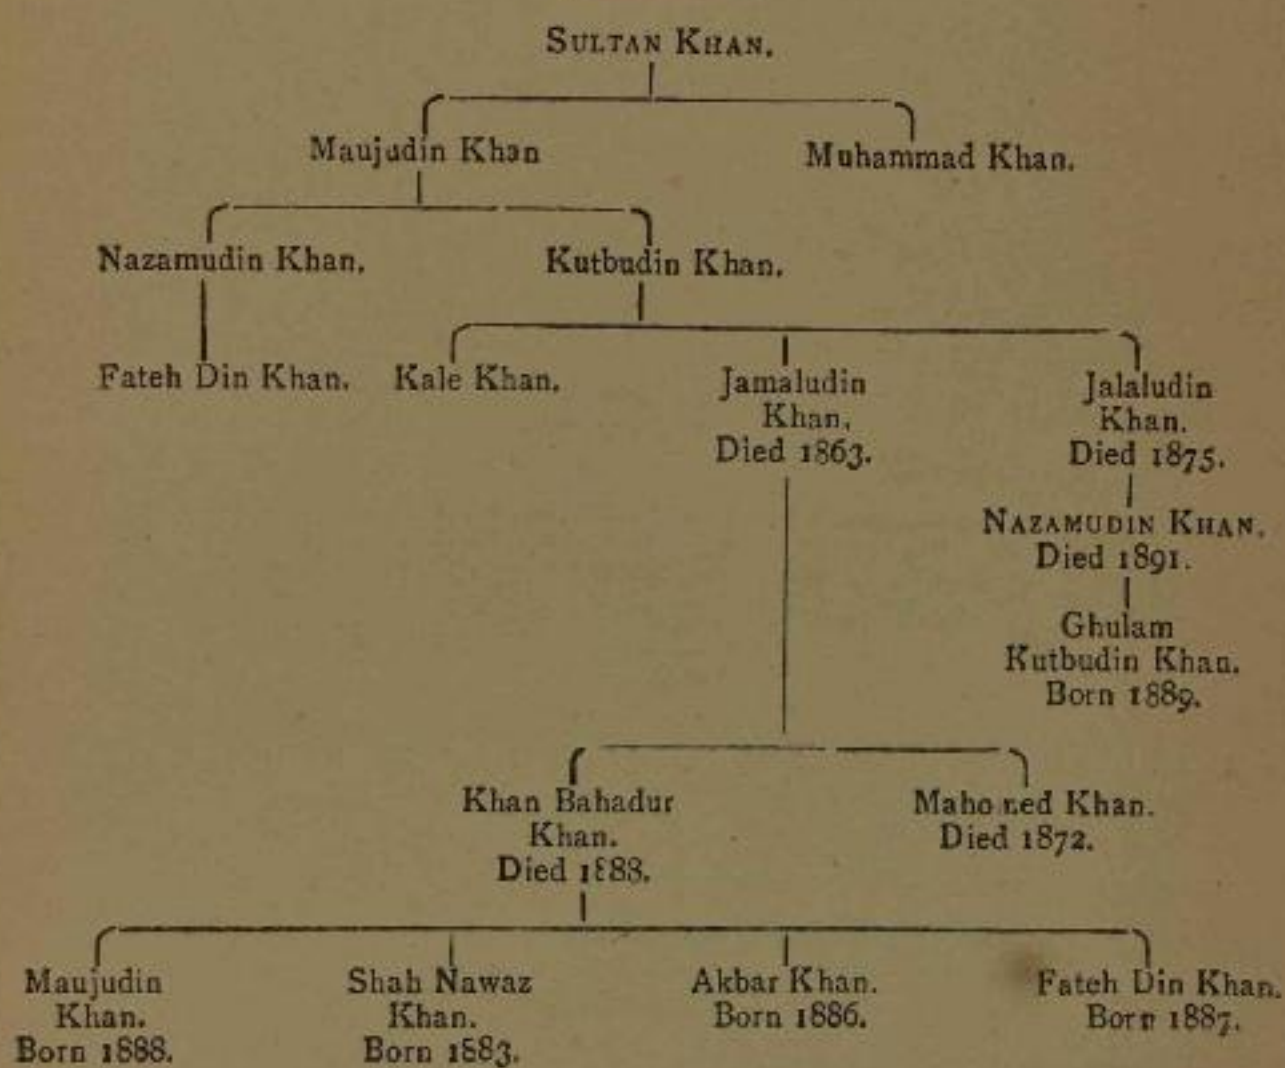 SULTAN KHAN.
Maujudin Khan
Muhammad Khan.
Nazamudin Khan.
Kutbudin Khan.
Fateh Din Khan.
Kale Khan.
Jamaludin
Khan.
Died 1863.
Jalaludin
Khan.
Died 1875.
NAZAMUDIN KHAN.
Died 1891.
Ghulam
Kutbudin Khan.
Born 1889.
Khan Bahadur
Khan.
Died 1888.
Mahomed Khan.
Died 1872.
Maujudin
Khan.
Born 1888.
Shah Nawaz
Khan.
Born 1883.
Akbar Khan.
Born 1886.
Fateh Din Khan.
Born 1887.